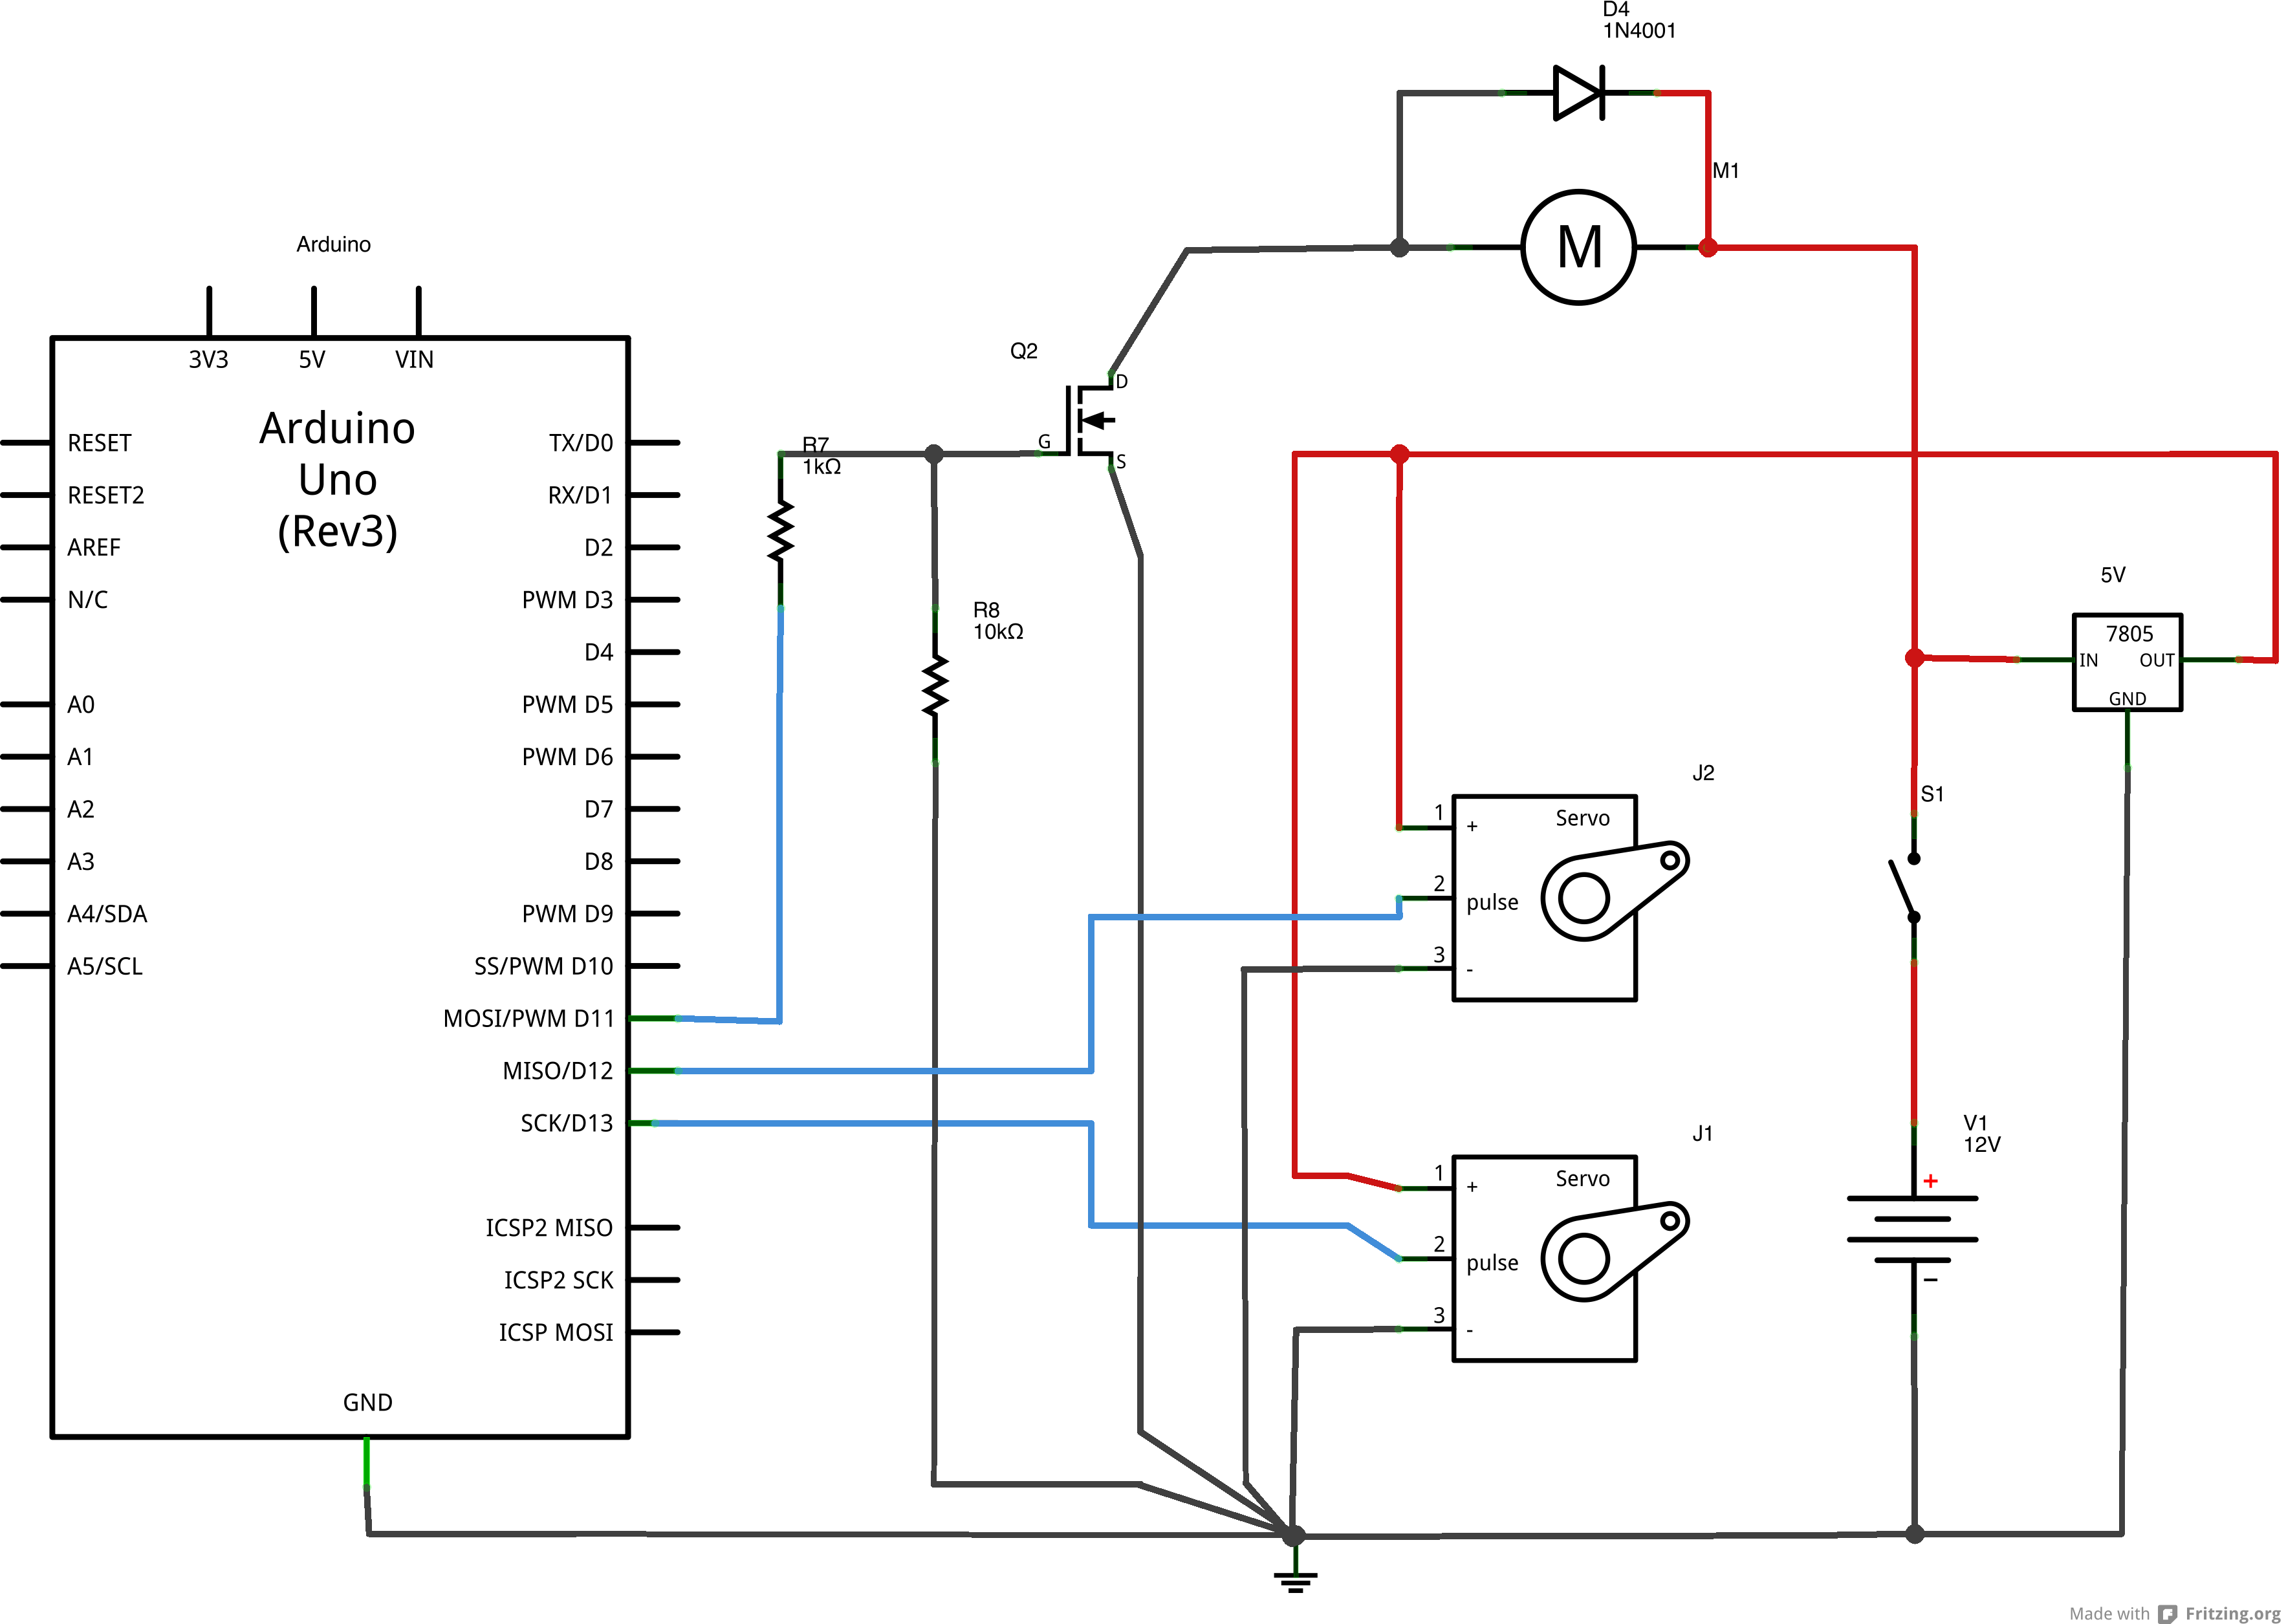 D4
1N4001
M1
M
Arduino
3V3
5V
VIN
Arduino
Uno
(Rev3)
RESET
RESET2
AREF
N/C
A0
A1
A2
A3
A4/SDA
A5/SCL
TX/D0
RX/D1
D2
PWM D3
D4
PWM D5
PWM D6
D7
D8
PWM D9
SS/PWM D10
MOSI/PWM D11
MISO/D12
SCK/D13
ICSP2 MISO
ICSP2 SCK
ICSP MOSI
GND
Q2
D
G
S
R7
1kΩ
R8
10kΩ
5V
7805
IN
OUT
GND
J2
Servo
1
+
2
pulse
3
-
S1
J1
Servo
1
+
2
pulse
3
-
V1
12V
+
−
Made with Fritzing.org